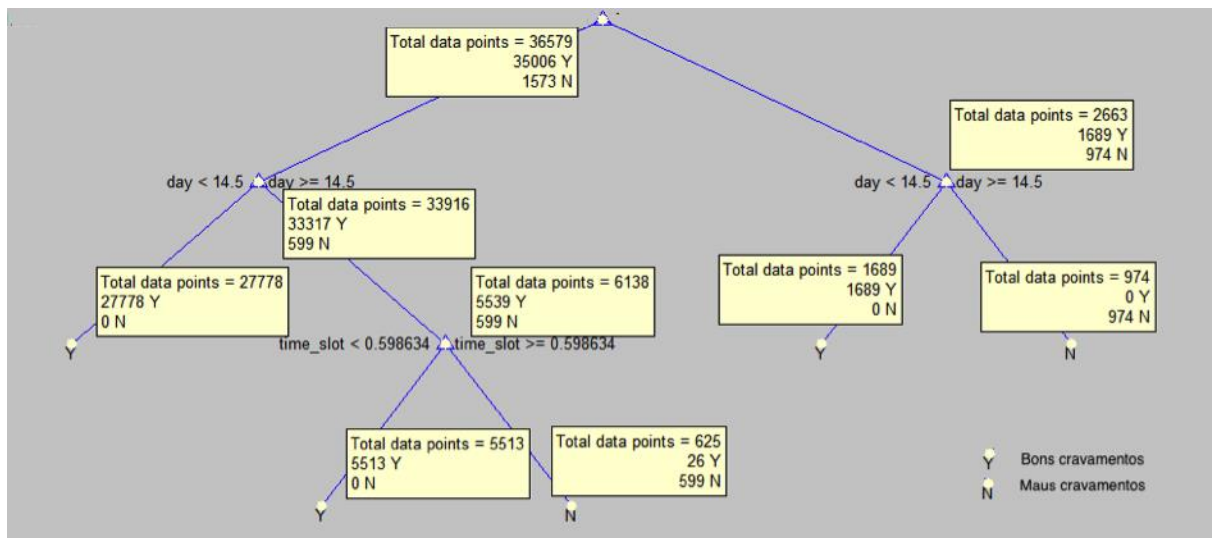 Total data points = 36579
35006 Y
1573 N
Total data points = 2663
1689 Y
974 N
day < 14.5 day >= 14.5
day < 14.5 day >= 14.5
Total data points = 33916
33317 Y
599 N
Total data points = 27778
27778 Y
0 N
Total data points = 6138
5539 Y
599 N
Total data points = 1689
1689 Y
0 N
Total data points = 974
0 Y
974 N
Y
time_slot < 0.598634 time_slot >= 0.598634
Y
N
Total data points = 5513
5513 Y
0 N
Total data points = 625
26 Y
599 N
Y
N
Y Bons cravamentos
N Maus cravamentos